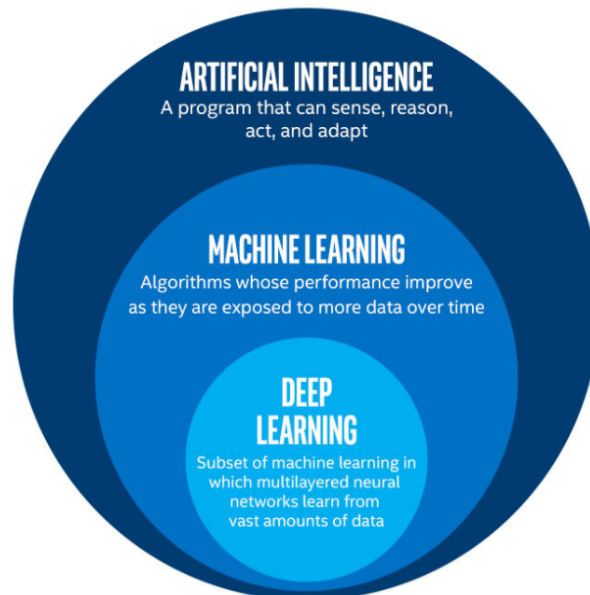 ARTIFICIAL INTELLIGENCE
A program that can sense, reason,
act, and adapt
MACHINE LEARNING
Algorithms whose performance improve
as they are exposed to more data over time
DEEP
LEARNING
Subset of machine learning in
which multilayered neural
networks learn from
vast amounts of data